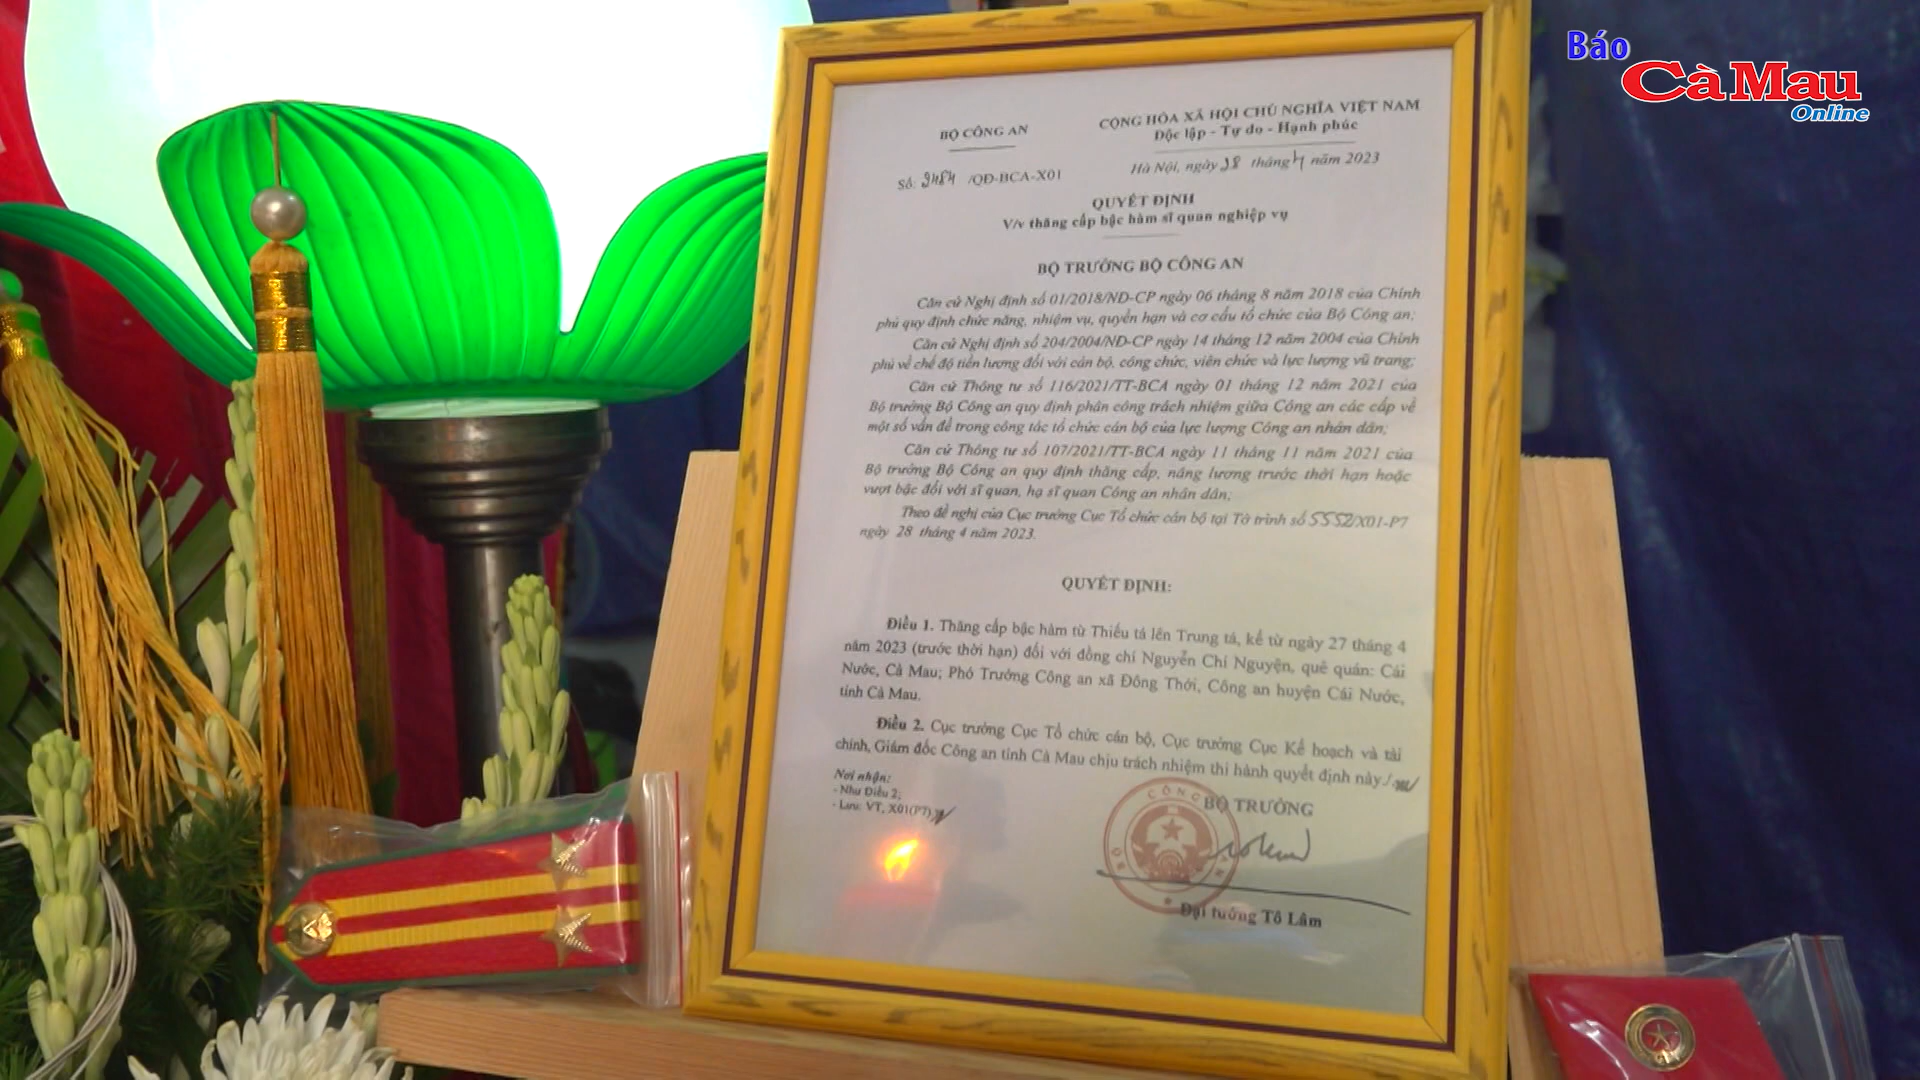 Báo
Cà Mau
Online
BỘ CÔNG AN
CỘNG HÒA XÃ HỘI CHỦ NGHĨA VIỆT NAM
Độc lập - Tự do - Hạnh phúc
Số: 3484 /QĐ-BCA-X01
Hà Nội, ngày 28 tháng 4 năm 2023
QUYẾT ĐỊNH
V/v thăng cấp bậc hàm sĩ quan nghiệp vụ
BỘ TRƯỞNG BỘ CÔNG AN
Căn cứ Nghị định số 01/2018/NĐ-CP ngày 06 tháng 8 năm 2018 của Chính
phủ quy định chức năng, nhiệm vụ, quyền hạn và cơ cấu tổ chức của Bộ Công an;
Căn cứ Nghị định số 204/2004/NĐ-CP ngày 14 tháng 12 năm 2004 của Chính
phủ về chế độ tiền lương đối với cán bộ, công chức, viên chức và lực lượng vũ trang;
Căn cứ Thông tư số 116/2021/TT-BCA ngày 01 tháng 12 năm 2021 của
Bộ trưởng Bộ Công an quy định phân công trách nhiệm giữa Công an các cấp về
một số vấn đề trong công tác tổ chức cán bộ của lực lượng Công an nhân dân;
Căn cứ Thông tư số 107/2021/TT-BCA ngày 11 tháng 11 năm 2021 của
Bộ trưởng Bộ Công an quy định thăng cấp, nâng lương trước thời hạn hoặc
vượt bậc đối với sĩ quan, hạ sĩ quan Công an nhân dân;
Theo đề nghị của Cục trưởng Cục Tổ chức cán bộ tại Tờ trình số 5552/X01-P7
ngày 28 tháng 4 năm 2023.
QUYẾT ĐỊNH:
Điều 1. Thăng cấp bậc hàm từ Thiếu tá lên Trung tá, kể từ ngày 27 tháng 4
năm 2023 (trước thời hạn) đối với đồng chí Nguyễn Chí Nguyện, quê quán: Cái
Nước, Cà Mau; Phó Trưởng Công an xã Đông Thới, Công an huyện Cái Nước,
tỉnh Cà Mau.
Điều 2. Cục trưởng Cục Tổ chức cán bộ, Cục trưởng Cục Kế hoạch và tài
chính, Giám đốc Công an tỉnh Cà Mau chịu trách nhiệm thi hành quyết định này./.
Nơi nhận:
- Như Điều 2;
- Lưu: VT, X01(PT).
BỘ TRƯỞNG
Đại tướng Tô Lâm